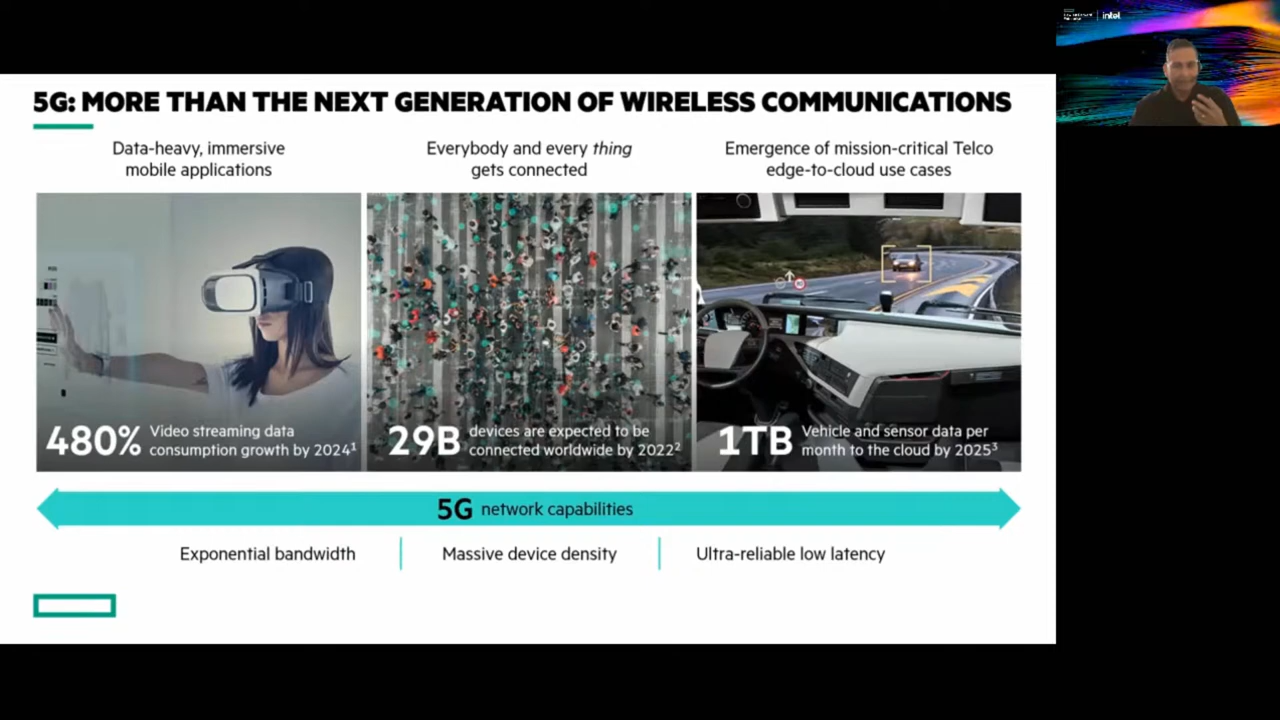 5G: MORE THAN THE NEXT GENERATION OF WIRELESS COMMUNICATIONS
Data-heavy, immersive
mobile applications
Everybody and every thing
gets connected
Emergence of mission-critical Telco
edge-to-cloud use cases
480% Video streaming data
consumption growth by 2024¹
29B devices are expected to be
connected worldwide by 2022²
1TB Vehicle and sensor data per
month to the cloud by 2025³
5G network capabilities
Exponential bandwidth
Massive device density
Ultra-reliable low latency
intel